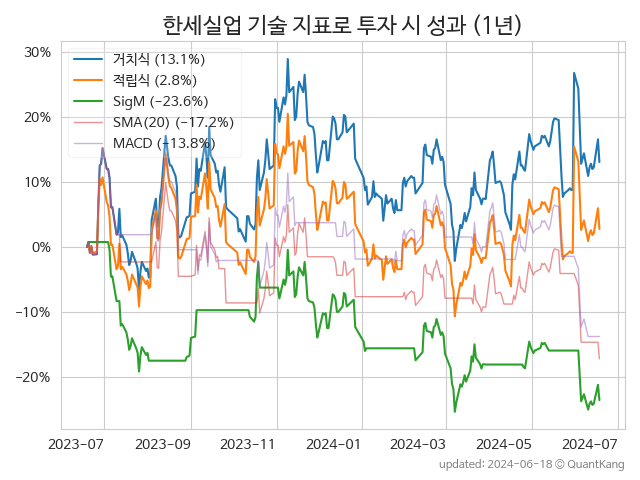 한세실업 기술 지표로 투자 시 성과 (1년)
30%
20%
10%
0%
−10%
−20%
거치식 (13.1%)
적립식 (2.8%)
SigM (−23.6%)
SMA(20) (−17.2%)
MACD (−13.8%)
2023-07 2023-09 2023-11 2024-01 2024-03 2024-05 2024-07
updated: 2024-06-18 ⓒ QuantKang